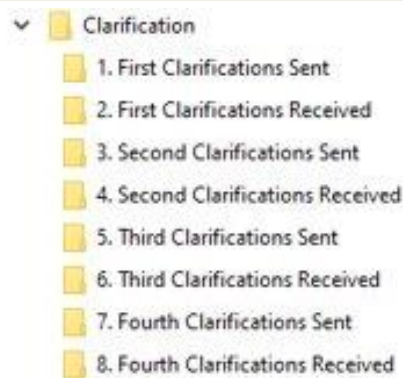 Clarification
1. First Clarifications Sent
2. First Clarifications Received
3. Second Clarifications Sent
4. Second Clarifications Received
5. Third Clarifications Sent
6. Third Clarifications Received
7. Fourth Clarifications Sent
8. Fourth Clarifications Received